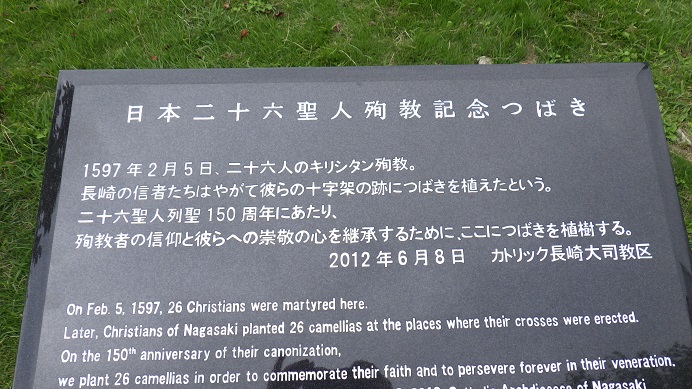 日本二十六聖人殉教記念つばき
1597年2月5日、二十六人のキリシタン殉教。
長崎の信者たちはやがて彼らの十字架の跡につばきを植えたという。
二十六聖人列聖150周年にあたり、
殉教者の信仰と彼らへの崇敬の心を継承するために、ここにつばきを植樹する。
2012年6月8日 カトリック長崎大司教区
On Feb. 5, 1597, 26 Christians were martyred here.
Later, Christians of Nagasaki planted 26 camellias at the places where their crosses were erected.
On the 150th anniversary of their canonization,
we plant 26 camellias in order to commemorate their faith and to persevere forever in their veneration.
2012, Catholic Archdiocese of Nagasaki